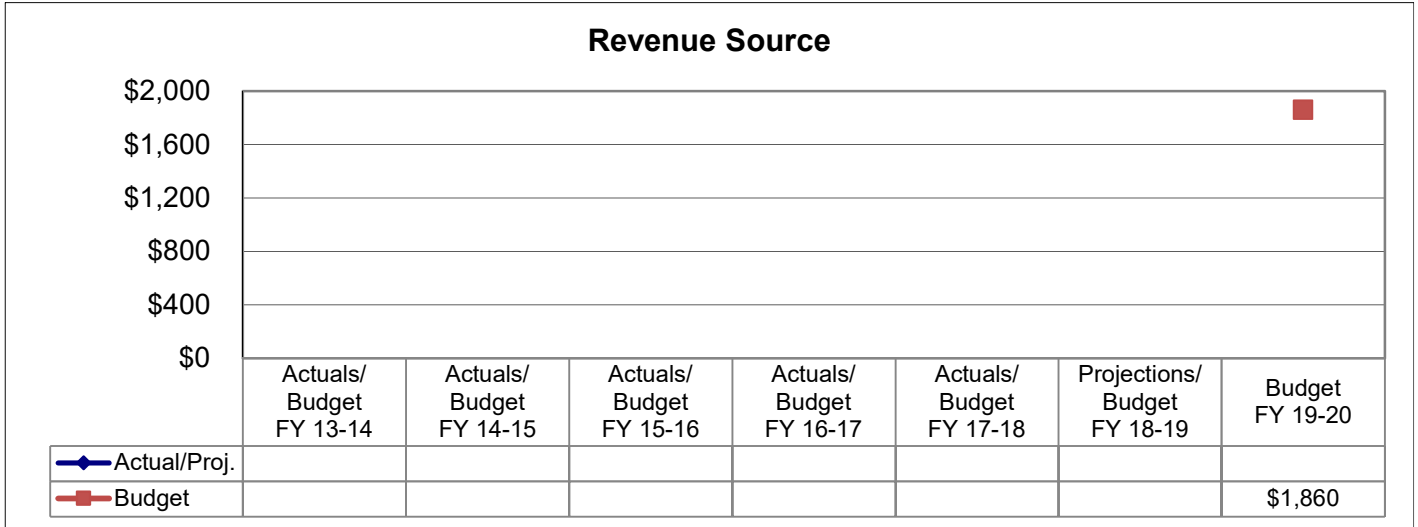 Revenue Source
$2,000
$1,600
$1,200
$800
$400
$0
Actuals/ Actuals/ Actuals/ Actuals/ Actuals/ Projections/
Budget Budget Budget Budget Budget Budget Budget
FY 13-14 FY 14-15 FY 15-16 FY 16-17 FY 17-18 FY 18-19 FY 19-20
Actual/Proj.
Budget $1,860